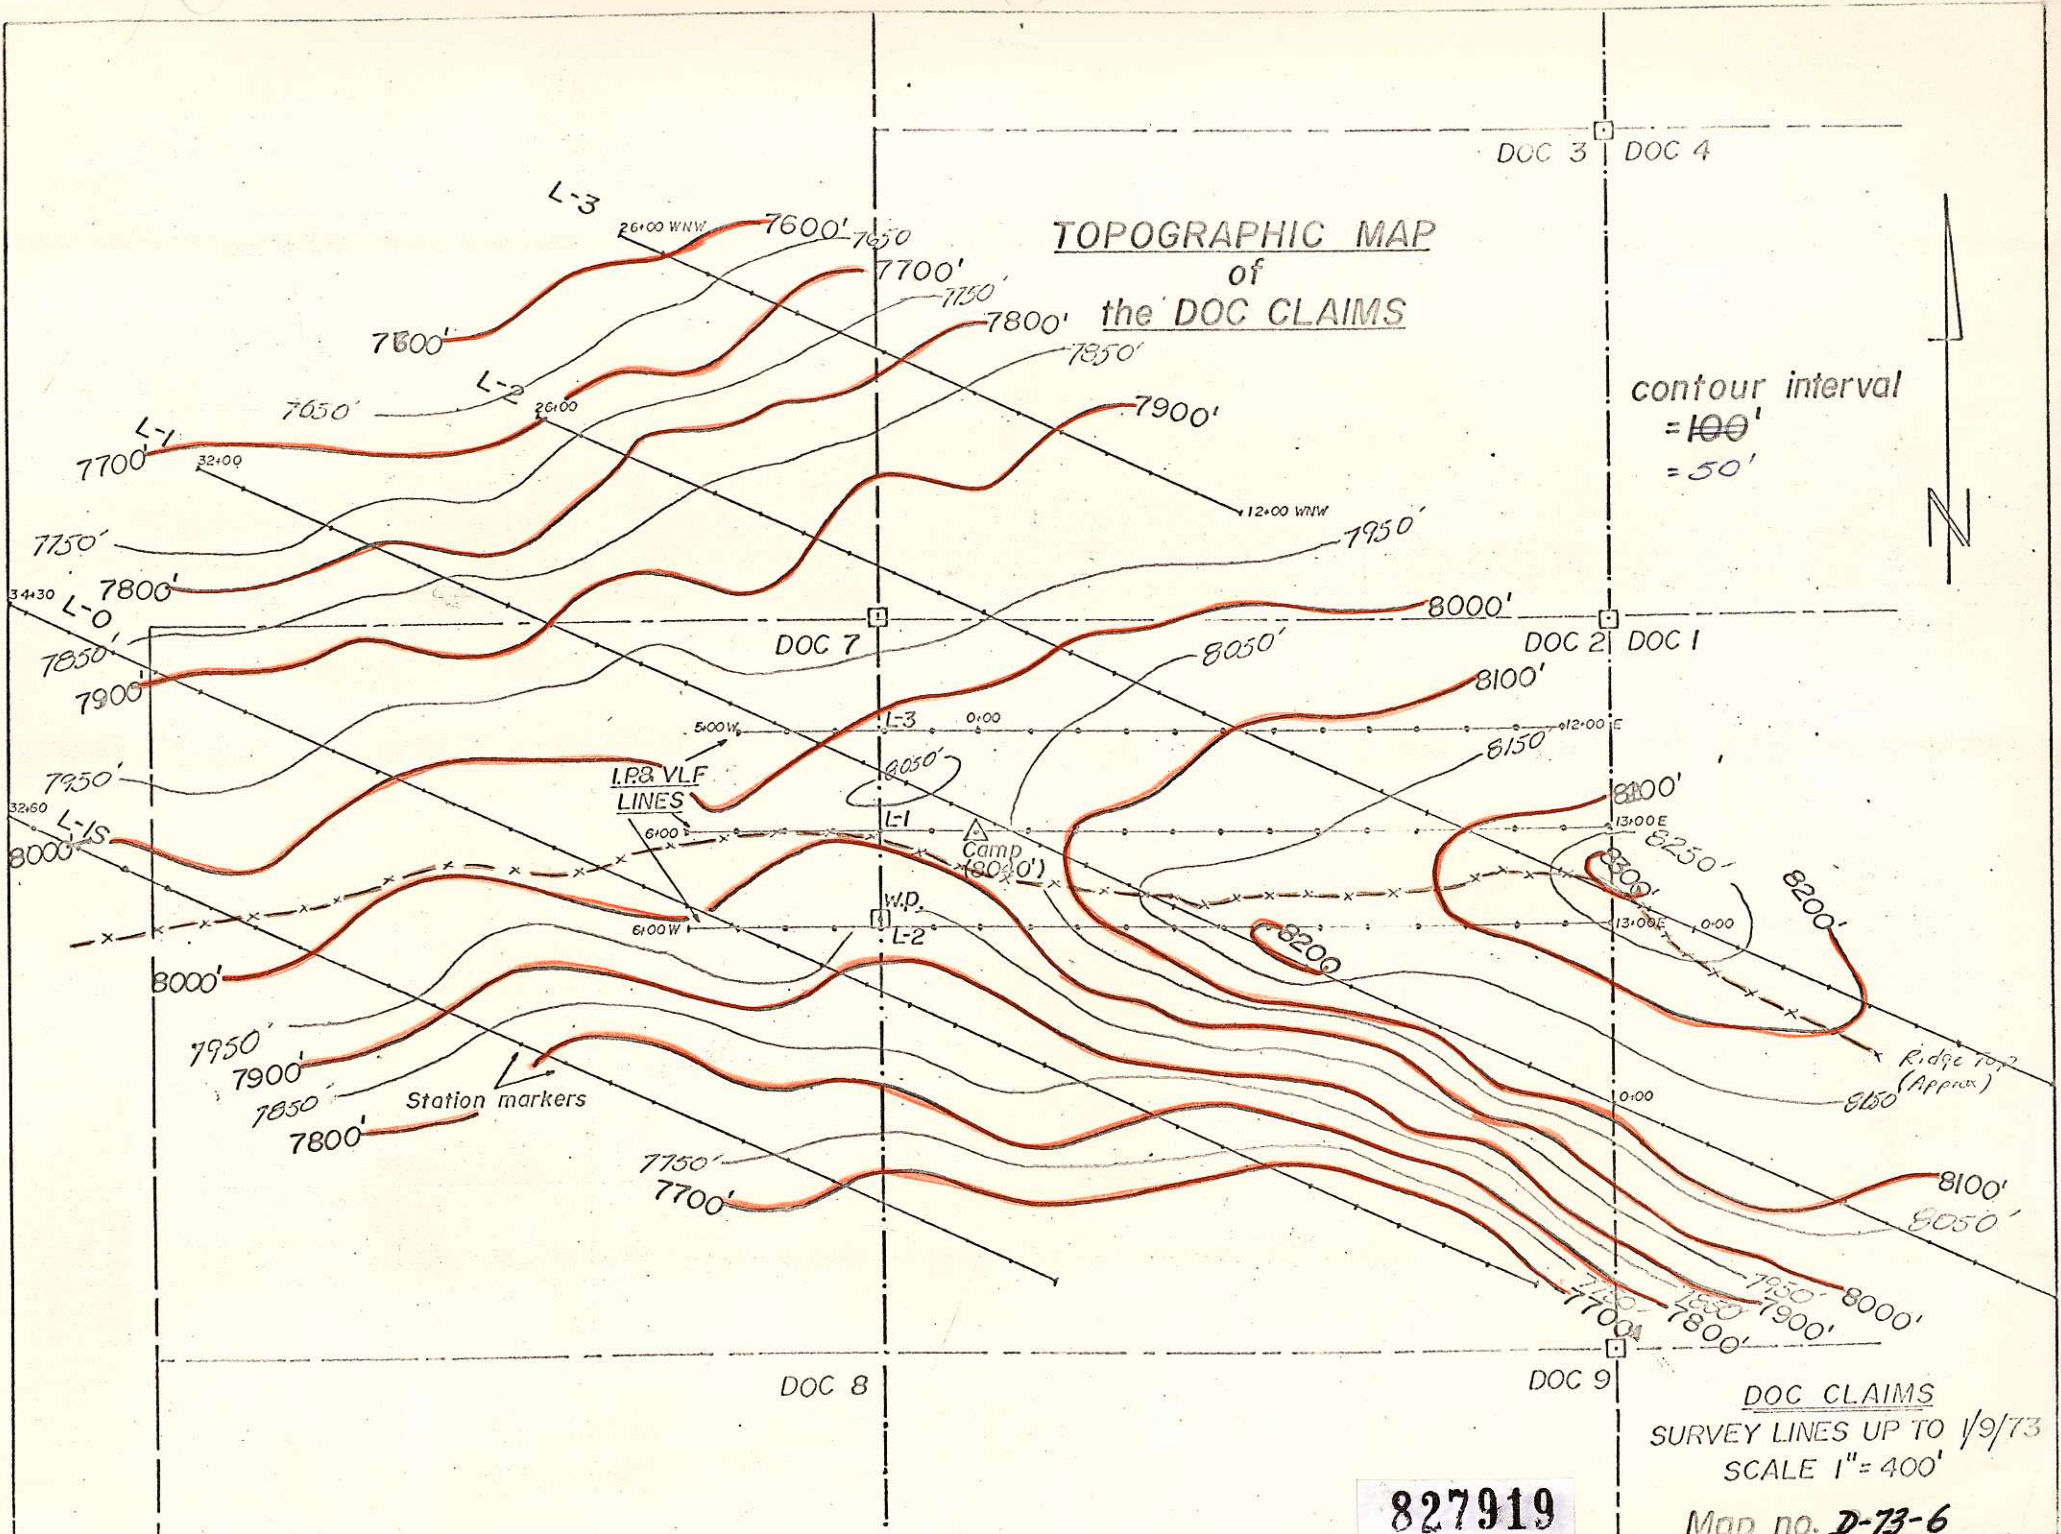 DOC 3
DOC 4
L-3
26+00 WNW
7600'
7650
TOPOGRAPHIC MAP
of
the DOC CLAIMS
7700'
7750'
7800'
7850'
7600'
L-2
7650'
26+00
7900'
contour interval
= 100'
= 50'
L-1
7700'
32+00
12+00 WNW
7950'
N
7750'
7800'
34+30
L-0
8000'
7850'
7900'
DOC 7
8050'
DOC 2
DOC 1
8100'
L-3
0+00
5+00 W
12+00 E
8150'
7950'
I.P.& VLF
LINES
8050'
32+60
L-1S
8000'
6+00
L-1
Camp
(8040')
13+00 E
8250'
8300'
8200'
W.P.
6+00 W
L-2
8200
13+00E
0+00
8000'
7950'
7900'
7850
7800'
Station markers
Ridge Top
(Approx)
8150
0+00
7750'
7700'
8100'
8050'
7950'
7850'
8000'
7900'
7800'
7700
DOC 8
DOC 9
DOC CLAIMS
SURVEY LINES UP TO 1/9/73
SCALE 1" = 400'
827919
Map no. D-73-6